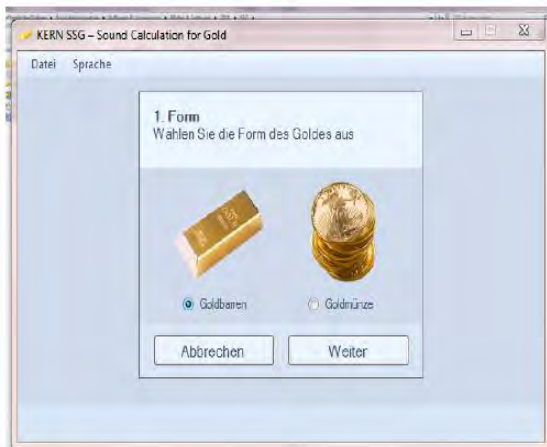 KERN SSG – Sound Calculation for Gold
Datei Sprache
1. Form
Wählen Sie die Form des Goldes aus
Goldbarren
Goldmünze
Abbrechen
Weiter